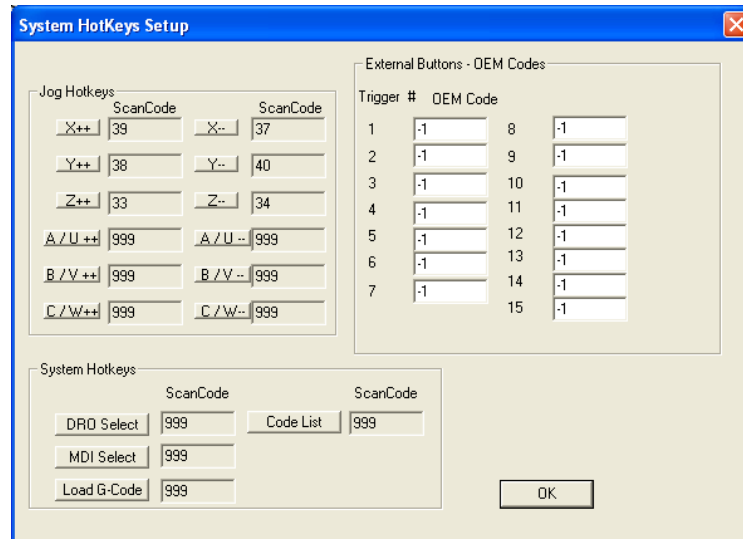 System HotKeys Setup
Jog Hotkeys
ScanCode ScanCode
X++ 39 X-- 37
Y++ 38 Y-- 40
Z++ 33 Z-- 34
A / U ++ 999 A / U -- 999
B / V ++ 999 B / V -- 999
C / W++ 999 C / W-- 999
External Buttons - OEM Codes
Trigger # OEM Code
1 -1 8 -1
2 -1 9 -1
3 -1 10 -1
4 -1 11 -1
5 -1 12 -1
6 -1 13 -1
7 -1 14 -1
15 -1
System Hotkeys
ScanCode ScanCode
DRO Select 999 Code List 999
MDI Select 999
Load G-Code 999
OK